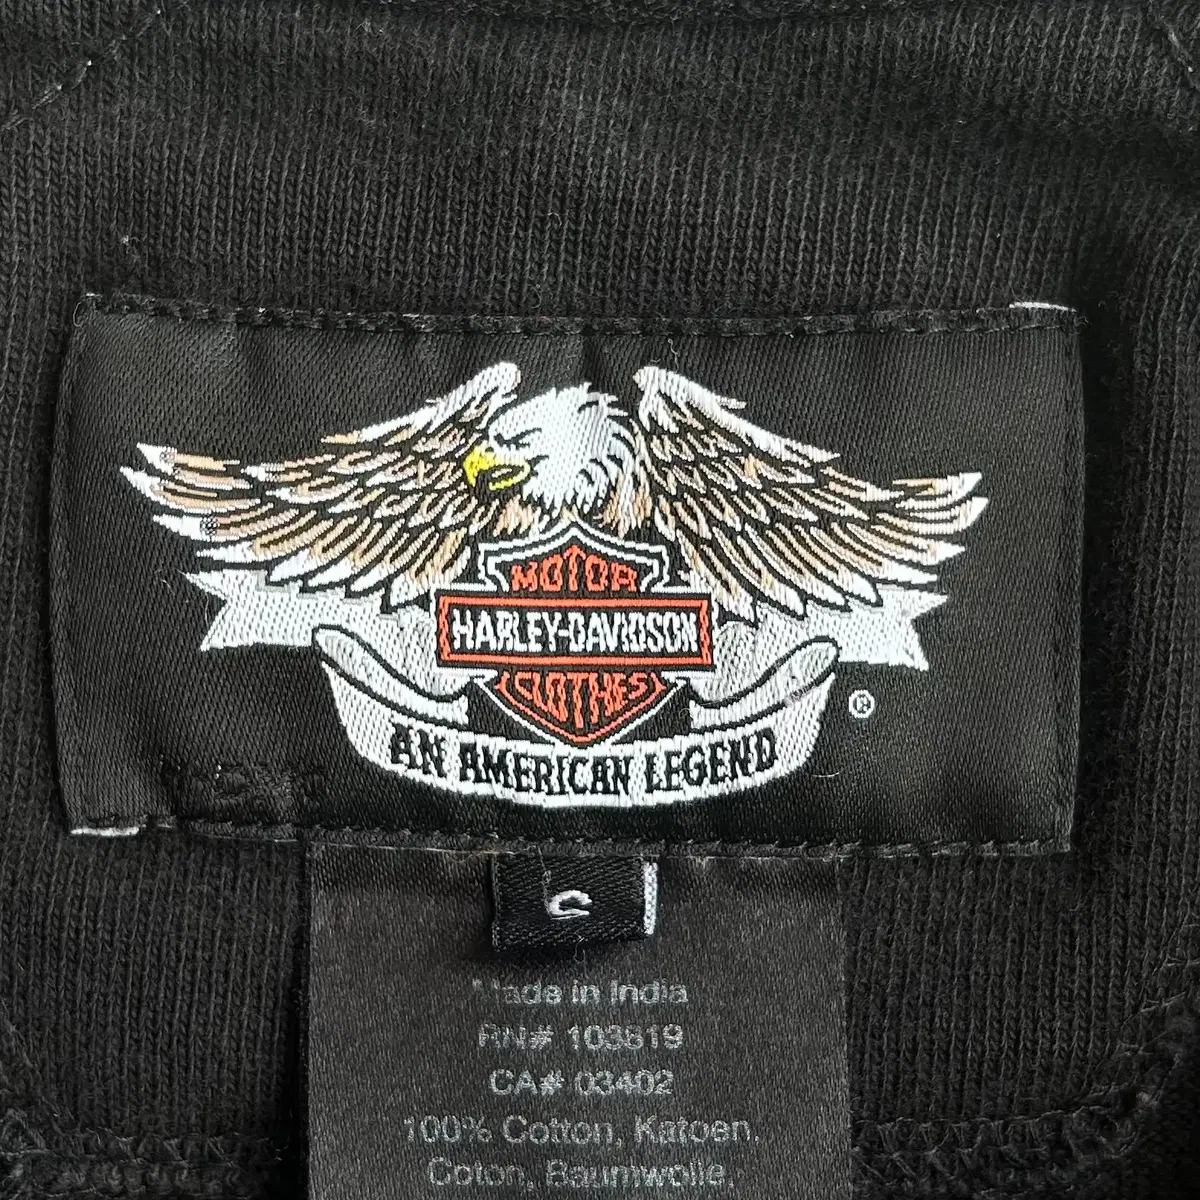 MOTOR
HARLEY-DAVIDSON
CLOTHES
AN AMERICAN LEGEND
®
Made in India
RN# 103819
CA# 03402
100% Cotton, Katoen,
Coton, Baumwolle,